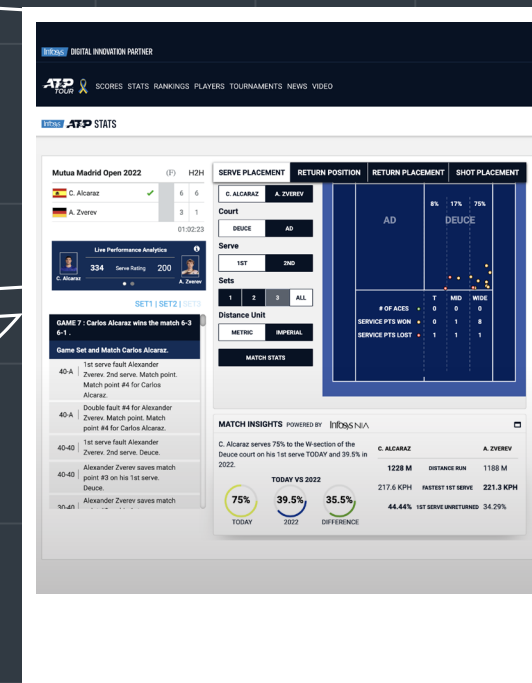 Infosys DIGITAL INNOVATION PARTNER
ATP TOUR SCORES STATS RANKINGS PLAYERS TOURNAMENTS NEWS VIDEO
Infosys ATP STATS
Mutua Madrid Open 2022 (F) H2H
C. Alcaraz 6 6
A. Zverev 3 1
01:02:23
Live Performance Analytics
334 Serve Rating 200
C. Alcaraz
A. Zverev
SET1 | SET2 | SET3
GAME 7 : Carlos Alcaraz wins the match 6-3
6-1 .
Game Set and Match Carlos Alcaraz.
40-A 1st serve fault Alexander
Zverev. 2nd serve. Match point.
Match point #4 for Carlos
Alcaraz.
40-A Double fault #4 for Alexander
Zverev. Match point. Match
point #4 for Carlos Alcaraz.
40-40 1st serve fault Alexander
Zverev. 2nd serve. Deuce.
40-40 Alexander Zverev saves match
point #3 on his 1st serve.
Deuce.
30-40 Alexander Zverev saves match
SERVE PLACEMENT RETURN POSITION RETURN PLACEMENT SHOT PLACEMENT
C. ALCARAZ A. ZVEREV
Court
DEUCE AD
Serve
1ST 2ND
Sets
1 2 3 ALL
Distance Unit
METRIC IMPERIAL
MATCH STATS
8% 17% 75%
AD DEUCE
T MID WIDE
# OF ACES 0 0 0
SERVICE PTS WON 0 1 8
SERVICE PTS LOST 1 1 1
MATCH INSIGHTS POWERED BY Infosys NIA
C. Alcaraz serves 75% to the W-section of the
Deuce court on his 1st serve TODAY and 39.5% in
2022.
TODAY VS 2022
75% 39.5% 35.5%
TODAY 2022 DIFFERENCE
C. ALCARAZ A. ZVEREV
1228 M DISTANCE RUN 1188 M
217.6 KPH FASTEST 1ST SERVE 221.3 KPH
44.44% 1ST SERVE UNRETURNED 34.29%